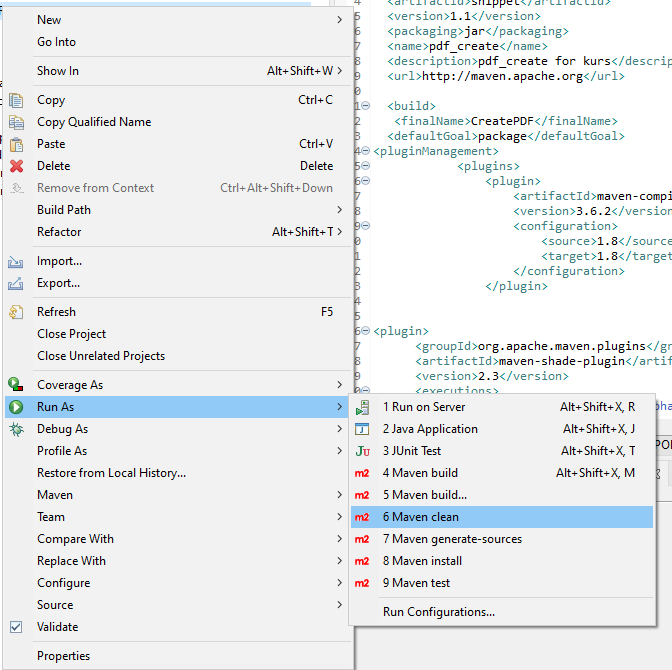 New
Go Into
Show In Alt+Shift+W
Copy Ctrl+C
Copy Qualified Name
Paste Ctrl+V
Delete Delete
Remove from Context Ctrl+Alt+Shift+Down
Build Path
Refactor Alt+Shift+T
Import...
Export...
Refresh F5
Close Project
Close Unrelated Projects
Coverage As
Run As
Debug As
Profile As
Restore from Local History...
Maven
Team
Compare With
Replace With
Configure
Source
Validate
Properties
<artifactId>snippet</artifactId>
<version>1.1</version>
<packaging>jar</packaging>
<name>pdf_create</name>
<description>pdf_create for kurs</descrip
<url>http://maven.apache.org</url>
<build>
<finalName>CreatePDF</finalName>
<defaultGoal>package</defaultGoal>
<pluginManagement>
<plugins>
<plugin>
<artifactId>maven-compi
<version>3.6.2</version
<configuration>
<source>1.8</source
<target>1.8</target
</configuration>
</plugin>
<plugin>
<groupId>org.apache.maven.plugins</gr
<artifactId>maven-shade-plugin</artif
<version>2.3</version>
<executions>
1 Run on Server Alt+Shift+X, R
2 Java Application Alt+Shift+X, J
3 JUnit Test Alt+Shift+X, T
m2 4 Maven build Alt+Shift+X, M
m2 5 Maven build...
m2 6 Maven clean
m2 7 Maven generate-sources
m2 8 Maven install
m2 9 Maven test
Run Configurations...